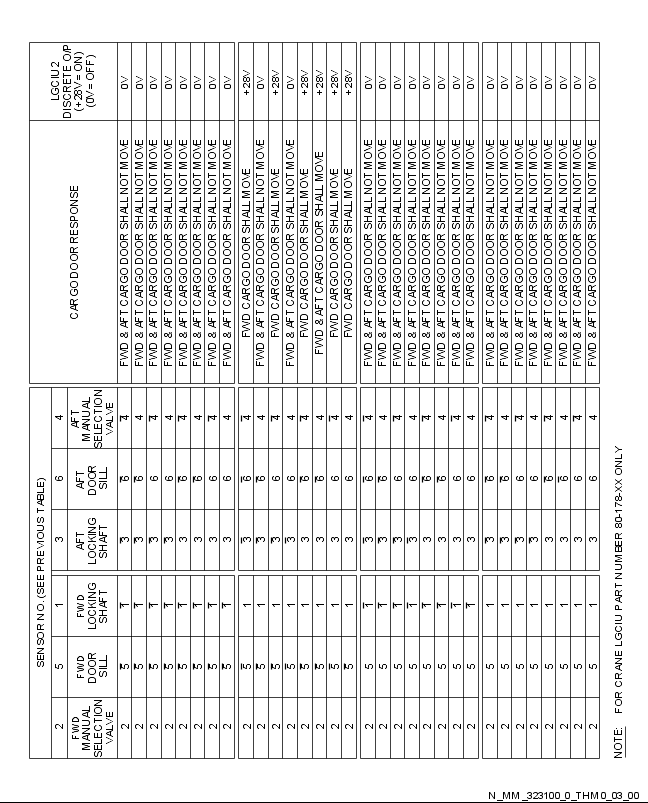 SENSOR NO. (SEE PREVIOUS TABLE)
2 5 1 3 6 4
FWD MANUAL SELECTION VALVE
FWD DOOR SILL
FWD LOCKING SHAFT
AFT LOCKING SHAFT
AFT DOOR SILL
AFT MANUAL SELECTION VALVE
CARGO DOOR RESPONSE
LGCIU 2 DISCRETE O/P (+28V = ON) (0V = OFF)
2 5̅ 1̅ 3̅ 6̅ 4̅ FWD & AFT CARGO DOOR SHALL NOT MOVE 0V
2 5̅ 1̅ 3̅ 6̅ 4 FWD & AFT CARGO DOOR SHALL NOT MOVE 0V
2 5̅ 1̅ 3̅ 6 4̅ FWD & AFT CARGO DOOR SHALL NOT MOVE 0V
2 5̅ 1̅ 3̅ 6 4 FWD & AFT CARGO DOOR SHALL NOT MOVE 0V
2 5̅ 1̅ 3 6̅ 4̅ FWD & AFT CARGO DOOR SHALL NOT MOVE 0V
2 5̅ 1̅ 3 6̅ 4 FWD & AFT CARGO DOOR SHALL NOT MOVE 0V
2 5̅ 1̅ 3 6 4̅ FWD & AFT CARGO DOOR SHALL NOT MOVE 0V
2 5̅ 1̅ 3 6 4 FWD & AFT CARGO DOOR SHALL NOT MOVE 0V
2 5̅ 1 3̅ 6̅ 4̅ FWD CARGO DOOR SHALL MOVE +28V
2 5̅ 1 3̅ 6̅ 4 FWD & AFT CARGO DOOR SHALL NOT MOVE 0V
2 5̅ 1 3̅ 6 4̅ FWD CARGO DOOR SHALL MOVE +28V
2 5̅ 1 3̅ 6 4 FWD & AFT CARGO DOOR SHALL NOT MOVE 0V
2 5̅ 1 3 6̅ 4̅ FWD CARGO DOOR SHALL MOVE +28V
2 5̅ 1 3 6̅ 4 FWD & AFT CARGO DOOR SHALL MOVE +28V
2 5̅ 1 3 6 4̅ FWD CARGO DOOR SHALL MOVE +28V
2 5̅ 1 3 6 4 FWD CARGO DOOR SHALL MOVE +28V
2 5 1̅ 3̅ 6̅ 4̅ FWD & AFT CARGO DOOR SHALL NOT MOVE 0V
2 5 1̅ 3̅ 6̅ 4 FWD & AFT CARGO DOOR SHALL NOT MOVE 0V
2 5 1̅ 3̅ 6 4̅ FWD & AFT CARGO DOOR SHALL NOT MOVE 0V
2 5 1̅ 3̅ 6 4 FWD & AFT CARGO DOOR SHALL NOT MOVE 0V
2 5 1̅ 3 6̅ 4̅ FWD & AFT CARGO DOOR SHALL NOT MOVE 0V
2 5 1̅ 3 6̅ 4 FWD & AFT CARGO DOOR SHALL NOT MOVE 0V
2 5 1̅ 3 6 4̅ FWD & AFT CARGO DOOR SHALL NOT MOVE 0V
2 5 1̅ 3 6 4 FWD & AFT CARGO DOOR SHALL NOT MOVE 0V
2 5 1 3̅ 6̅ 4̅ FWD & AFT CARGO DOOR SHALL NOT MOVE 0V
2 5 1 3̅ 6̅ 4 FWD & AFT CARGO DOOR SHALL NOT MOVE 0V
2 5 1 3̅ 6 4̅ FWD & AFT CARGO DOOR SHALL NOT MOVE 0V
2 5 1 3̅ 6 4 FWD & AFT CARGO DOOR SHALL NOT MOVE 0V
2 5 1 3 6̅ 4̅ FWD & AFT CARGO DOOR SHALL NOT MOVE 0V
2 5 1 3 6̅ 4 FWD & AFT CARGO DOOR SHALL NOT MOVE 0V
2 5 1 3 6 4̅ FWD & AFT CARGO DOOR SHALL NOT MOVE 0V
2 5 1 3 6 4 FWD & AFT CARGO DOOR SHALL NOT MOVE 0V
NOTE: FOR CRANE LGCIU PART NUMBER 80-178-XX ONLY
N_MM_323100_0_THM0_03_00